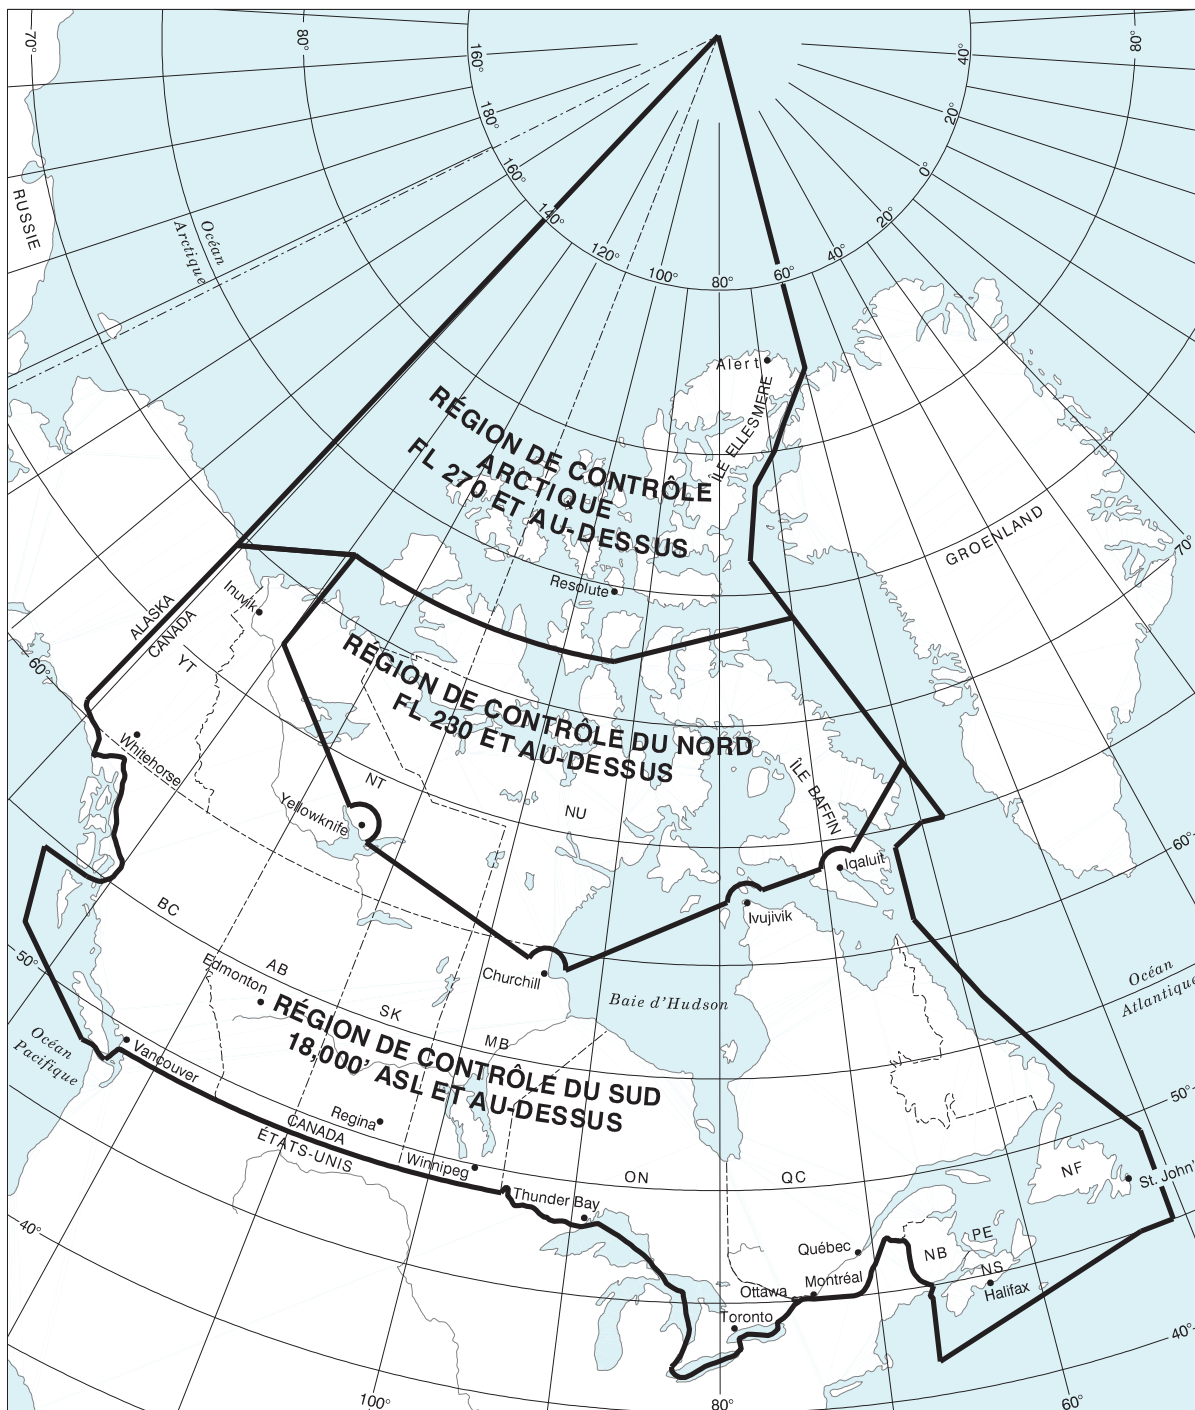 70°
80°
160°
40°
80°
180°
20°
160°
0°
140°
20°
120°
100°
80°
60°
40°
RUSSIE
Océan
Arctique
Alert
ÎLE ELLESMERE
RÉGION DE CONTRÔLE
ARCTIQUE
FL 270 ET AU-DESSUS
GROENLAND
70°
Resolute
Inuvik
ALASKA
CANADA
YT
60°
RÉGION DE CONTRÔLE DU NORD
FL 230 ET AU-DESSUS
Whitehorse
NT
NU
ÎLE BAFFIN
Yellowknife
Iqaluit
60°
Ivujivik
BC
AB
Edmonton
SK
MB
Churchill
Baie d'Hudson
Océan
Atlantique
50°
Océan
Pacifique
Vancouver
RÉGION DE CONTRÔLE DU SUD
18,000' ASL ET AU-DESSUS
50°
Regina
CANADA
ÉTATS-UNIS
Winnipeg
Thunder Bay
ON
QC
NF
St. John'
40°
Québec
NB
PE
NS
Halifax
Ottawa
Montréal
Toronto
40°
100°
80°
60°